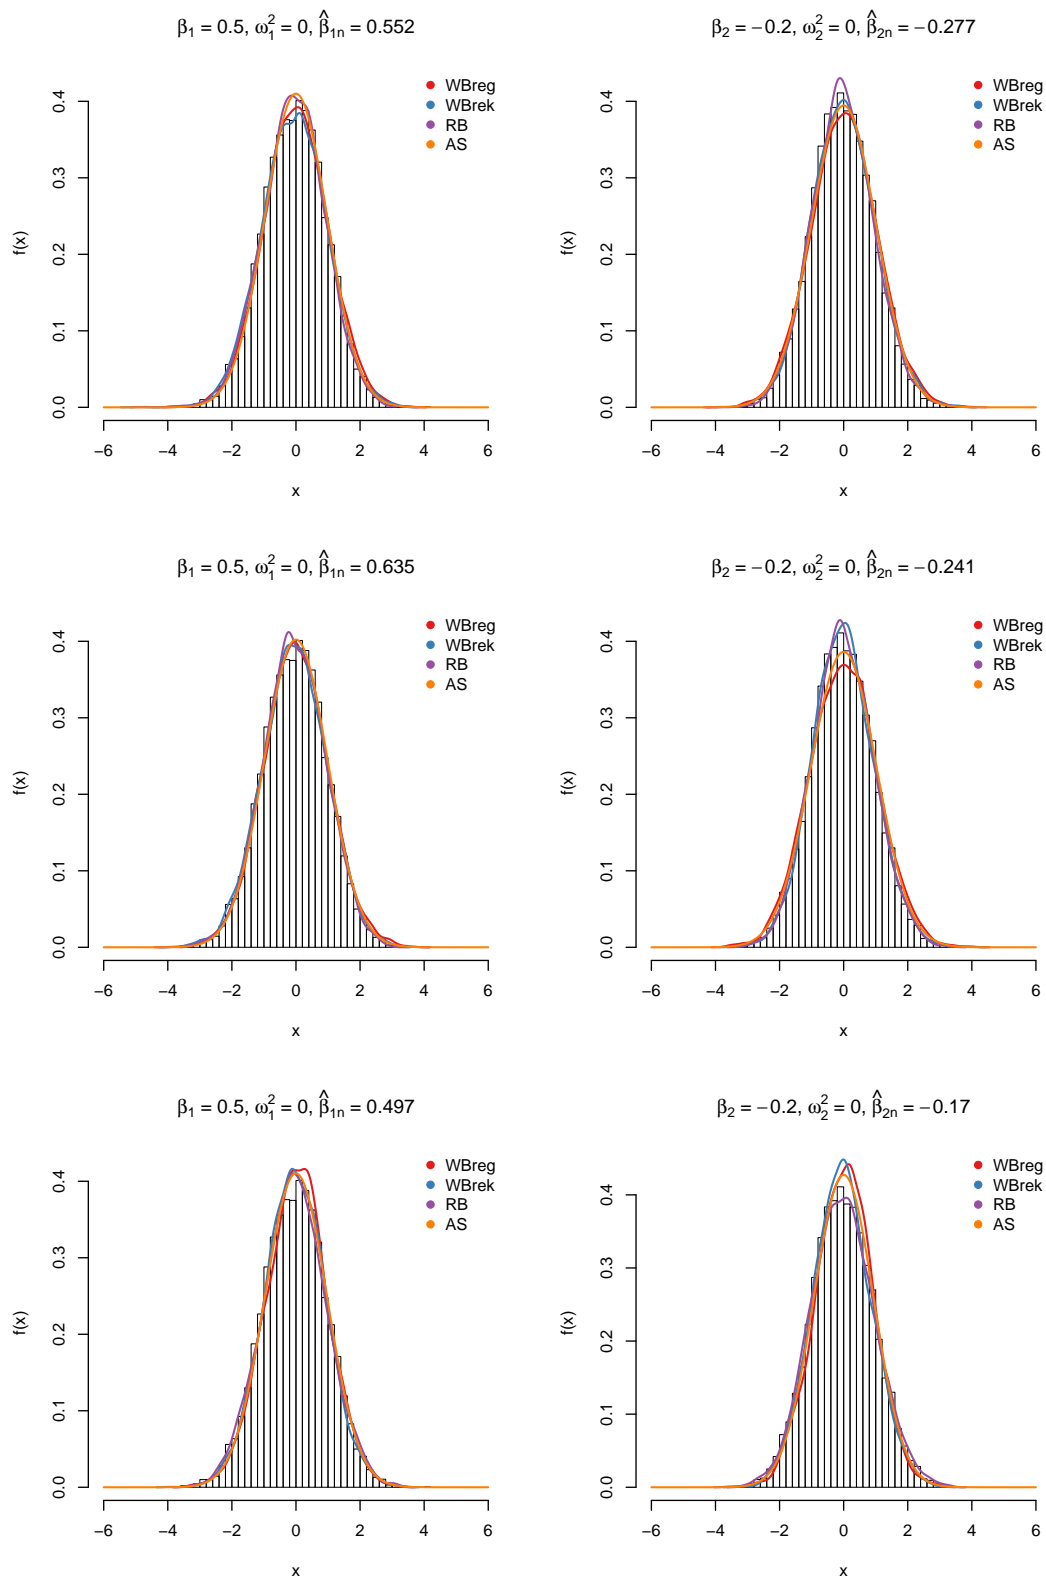 β₁ = 0.5, ω₁² = 0, β̂₁ₙ = 0.552
WBreg
WBrek
RB
AS
f(x)
0.0 0.1 0.2 0.3 0.4
−6 −4 −2 0 2 4 6
x
β₂ = −0.2, ω₂² = 0, β̂₂ₙ = −0.277
WBreg
WBrek
RB
AS
f(x)
0.0 0.1 0.2 0.3 0.4
−6 −4 −2 0 2 4 6
x
β₁ = 0.5, ω₁² = 0, β̂₁ₙ = 0.635
WBreg
WBrek
RB
AS
f(x)
0.0 0.1 0.2 0.3 0.4
−6 −4 −2 0 2 4 6
x
β₂ = −0.2, ω₂² = 0, β̂₂ₙ = −0.241
WBreg
WBrek
RB
AS
f(x)
0.0 0.1 0.2 0.3 0.4
−6 −4 −2 0 2 4 6
x
β₁ = 0.5, ω₁² = 0, β̂₁ₙ = 0.497
WBreg
WBrek
RB
AS
f(x)
0.0 0.1 0.2 0.3 0.4
−6 −4 −2 0 2 4 6
x
β₂ = −0.2, ω₂² = 0, β̂₂ₙ = −0.17
WBreg
WBrek
RB
AS
f(x)
0.0 0.1 0.2 0.3 0.4
−6 −4 −2 0 2 4 6
x